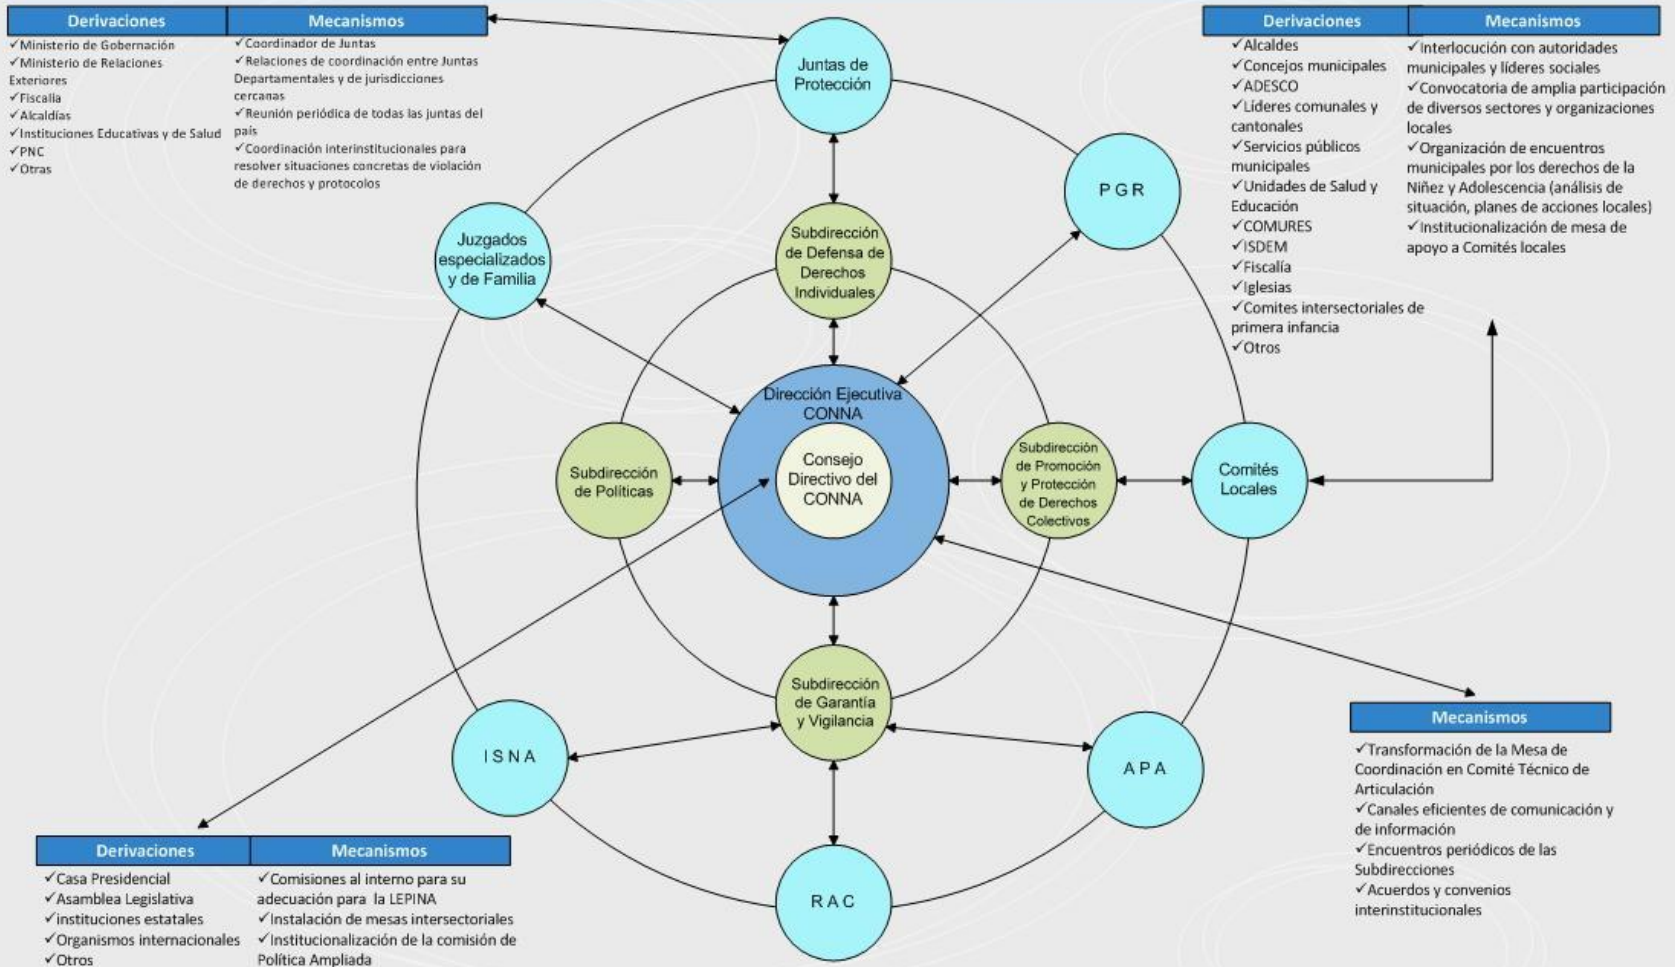 Derivaciones
Mecanismos
✓Ministerio de Gobernación
✓Ministerio de Relaciones
Exteriores
✓Fiscalia
✓Alcaldías
✓Instituciones Educativas y de Salud
✓PNC
✓Otras
✓Coordinador de Juntas
✓Relaciones de coordinación entre Juntas
Departamentales y de jurisdicciones
cercanas
✓Reunión periódica de todas las juntas del
país
✓Coordinación interinstitucionales para
resolver situaciones concretas de violación
de derechos y protocolos
Derivaciones
Mecanismos
✓Alcaldes
✓Concejos municipales
✓ADESCO
✓Líderes comunales y
cantonales
✓Servicios públicos
municipales
✓Unidades de Salud y
Educación
✓COMURES
✓ISDEM
✓Fiscalía
✓Iglesias
✓Comites intersectoriales de
primera infancia
✓Otros
✓Interlocución con autoridades
municipales y líderes sociales
✓Convocatoria de amplia participación
de diversos sectores y organizaciones
locales
✓Organización de encuentros
municipales por los derechos de la
Niñez y Adolescencia (análisis de
situación, planes de acciones locales)
✓Institucionalización de mesa de
apoyo a Comités locales
Juntas de
Protección
P G R
Juzgados
especializados
y de Familia
Subdirección
de Defensa de
Derechos
Individuales
Dirección Ejecutiva
CONNA
Consejo
Directivo del
CONNA
Subdirección
de Políticas
Subdirección
de Promoción
y Protección
de Derechos
Colectivos
Comités
Locales
Subdirección
de Garantía
y Vigilancia
I S N A
A P A
R A C
Mecanismos
✓Transformación de la Mesa de
Coordinación en Comité Técnico de
Articulación
✓Canales eficientes de comunicación y
de información
✓Encuentros periódicos de las
Subdirecciones
✓Acuerdos y convenios
interinstitucionales
Derivaciones
Mecanismos
✓Casa Presidencial
✓Asamblea Legislativa
✓instituciones estatales
✓Organismos internacionales
✓Otros
✓Comisiones al interno para su
adecuación para la LEPINA
✓Instalación de mesas intersectoriales
✓Institucionalización de la comisión de
Política Ampliada